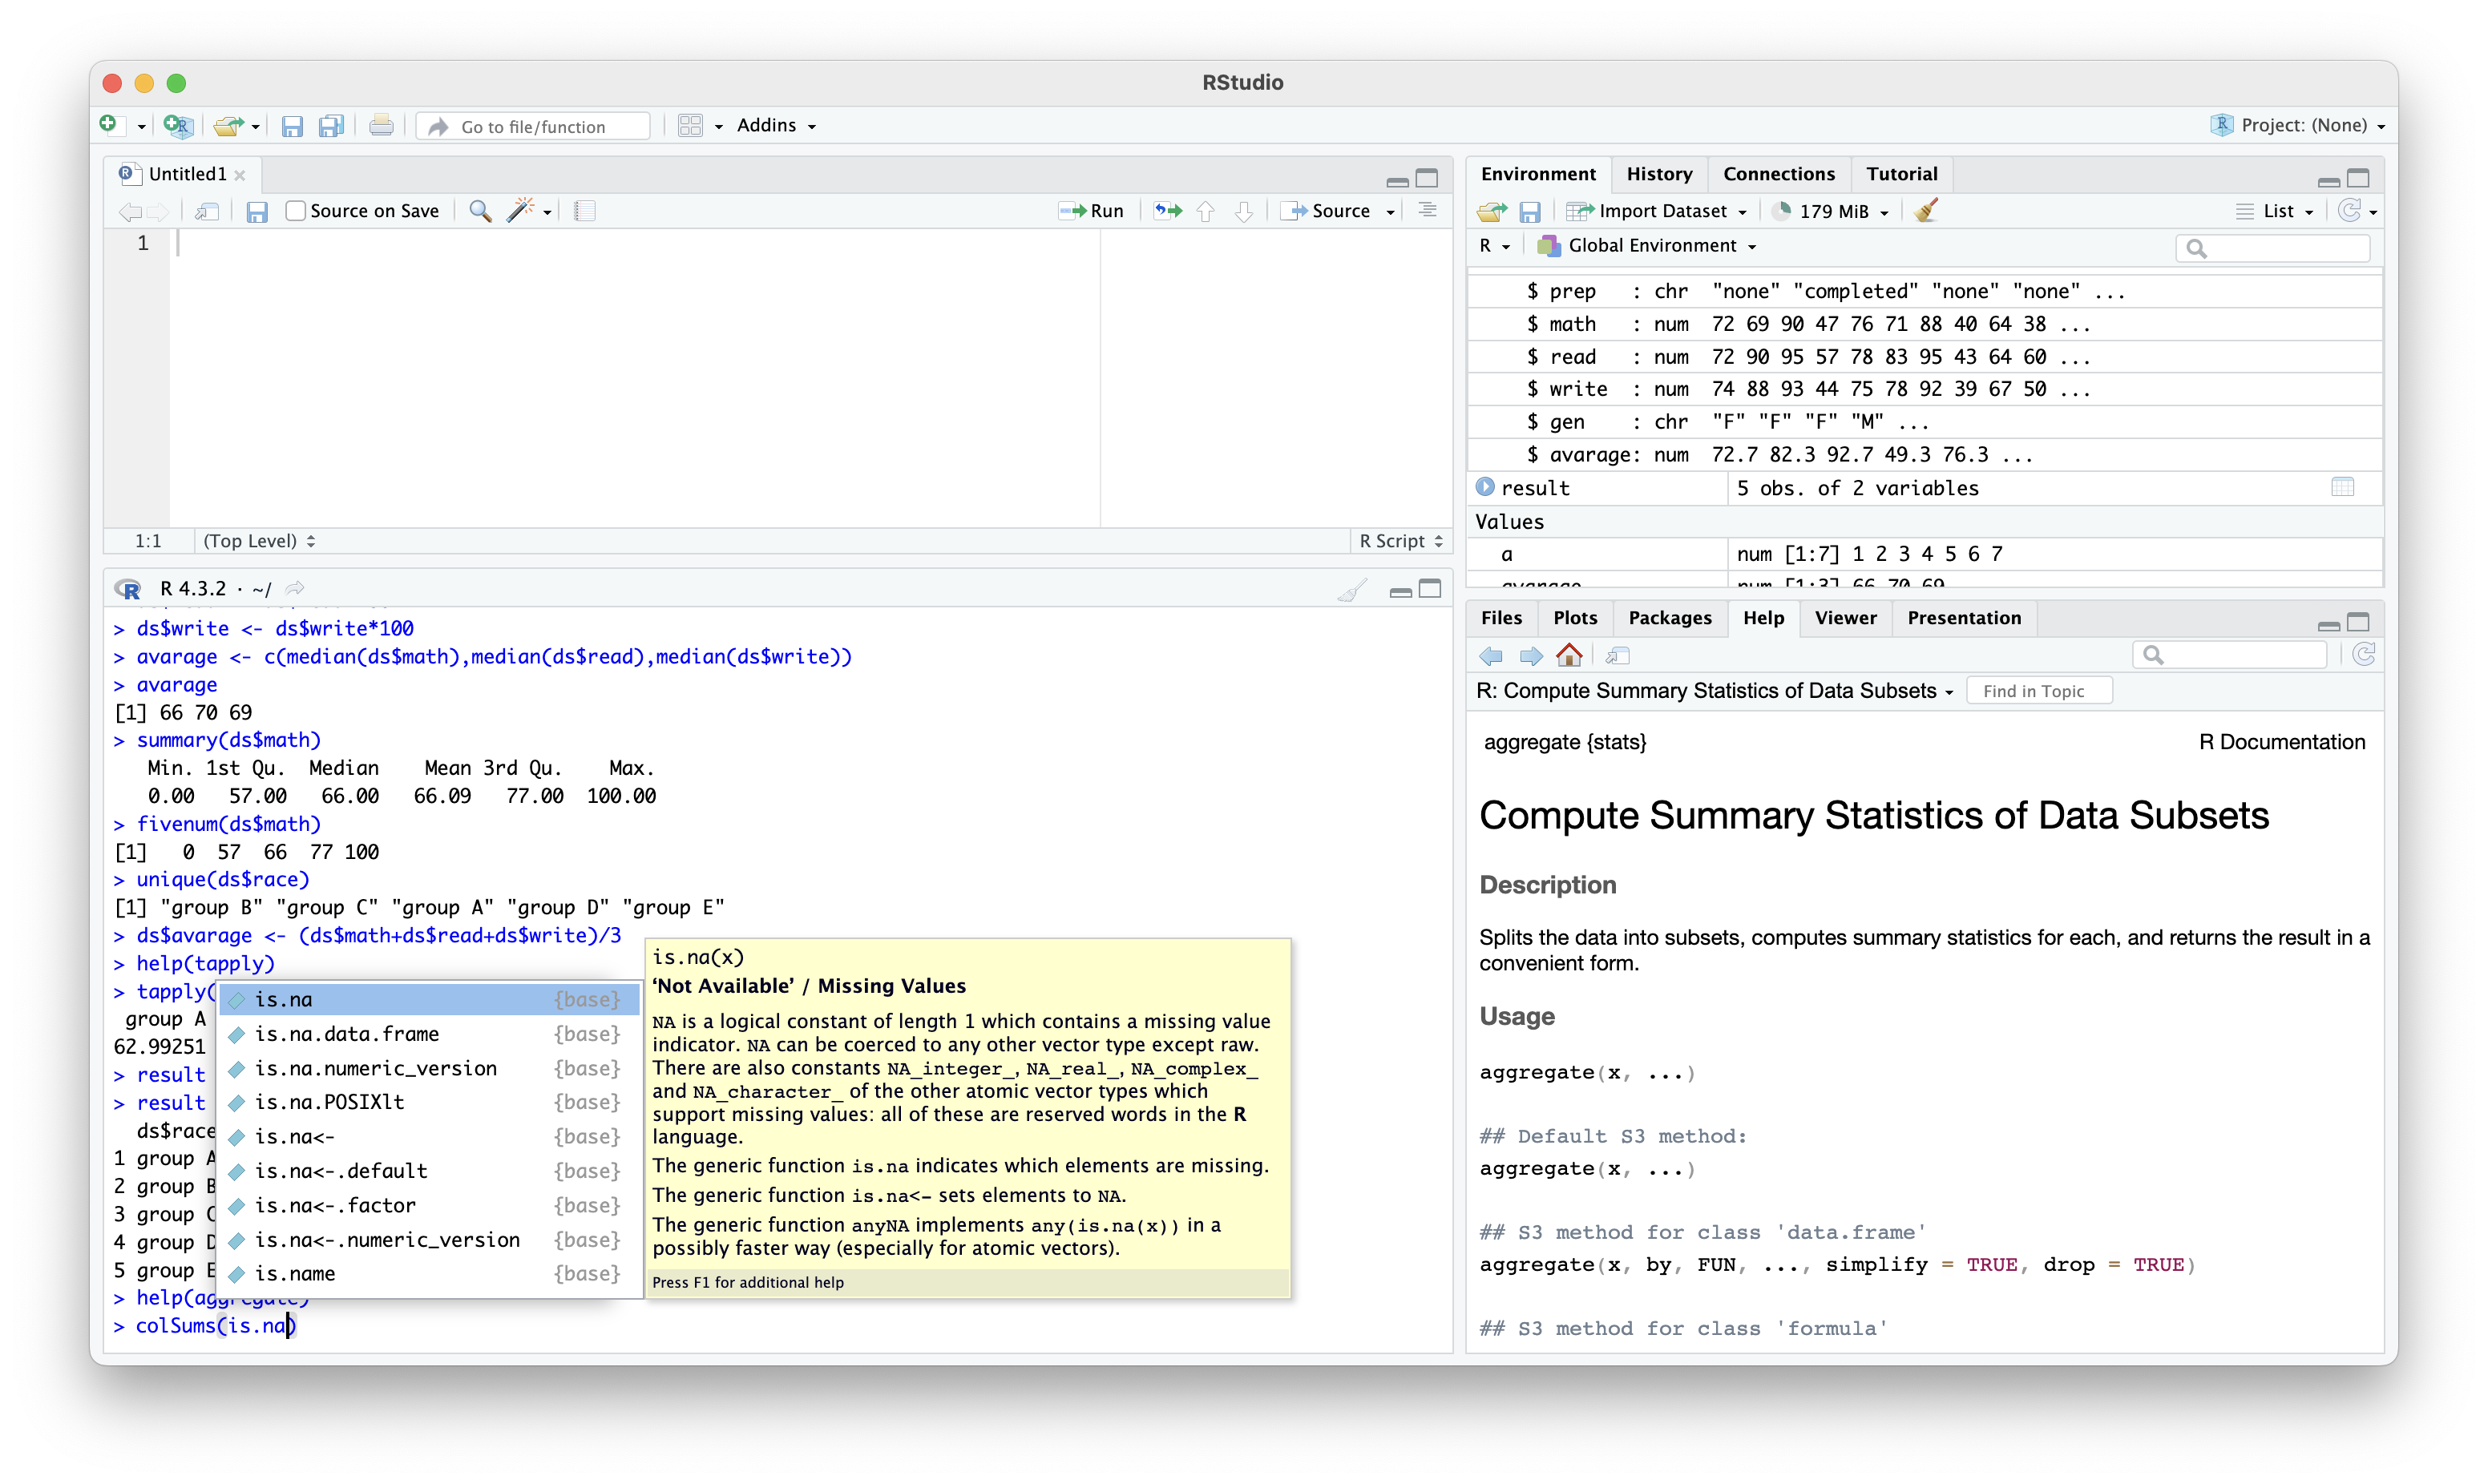 RStudio
Go to file/function
Addins
Project: (None)
Untitled1
Source on Save
Run
Source
1
1:1 (Top Level)
R Script
R 4.3.2 · ~/
> ds$write <- ds$write*100
> avarage <- c(median(ds$math),median(ds$read),median(ds$write))
> avarage
[1] 66 70 69
> summary(ds$math)
Min. 1st Qu. Median Mean 3rd Qu. Max.
0.00 57.00 66.00 66.09 77.00 100.00
> fivenum(ds$math)
[1] 0 57 66 77 100
> unique(ds$race)
[1] "group B" "group C" "group A" "group D" "group E"
> ds$avarage <- (ds$math+ds$read+ds$write)/3
> help(tapply)
> tapply(
group A
62.99251
> result
> result
ds$race
1 group A
2 group B
3 group C
4 group D
5 group E
> help(aggregate)
> colSums(is.na)
is.na {base}
is.na.data.frame {base}
is.na.numeric_version {base}
is.na.POSIXlt {base}
is.na<- {base}
is.na<-.default {base}
is.na<-.factor {base}
is.na<-.numeric_version {base}
is.name {base}
is.na(x)
‘Not Available’ / Missing Values
NA is a logical constant of length 1 which contains a missing value
indicator. NA can be coerced to any other vector type except raw.
There are also constants NA_integer_, NA_real_, NA_complex_
and NA_character_ of the other atomic vector types which
support missing values: all of these are reserved words in the R
language.
The generic function is.na indicates which elements are missing.
The generic function is.na<- sets elements to NA.
The generic function anyNA implements any(is.na(x)) in a
possibly faster way (especially for atomic vectors).
Press F1 for additional help
Environment History Connections Tutorial
Import Dataset 179 MiB List
R Global Environment
$ prep : chr "none" "completed" "none" "none" ...
$ math : num 72 69 90 47 76 71 88 40 64 38 ...
$ read : num 72 90 95 57 78 83 95 43 64 60 ...
$ write : num 74 88 93 44 75 78 92 39 67 50 ...
$ gen : chr "F" "F" "F" "M" ...
$ avarage: num 72.7 82.3 92.7 49.3 76.3 ...
result 5 obs. of 2 variables
Values
a num [1:7] 1 2 3 4 5 6 7
avarage num [1:3] 66 70 69
Files Plots Packages Help Viewer Presentation
R: Compute Summary Statistics of Data Subsets
Find in Topic
aggregate {stats} R Documentation
Compute Summary Statistics of Data Subsets
Description
Splits the data into subsets, computes summary statistics for each, and returns the result in a
convenient form.
Usage
aggregate(x, ...)
## Default S3 method:
aggregate(x, ...)
## S3 method for class 'data.frame'
aggregate(x, by, FUN, ..., simplify = TRUE, drop = TRUE)
## S3 method for class 'formula'